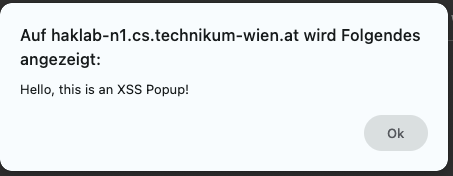 Auf haklab-n1.cs.technikum-wien.at wird Folgendes
angezeigt:
Hello, this is an XSS Popup!
Ok